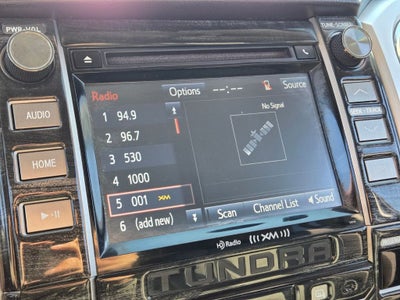 PWR•VOL
TUNE•SCROLL
Radio
Options
--:--
Source
AUDIO
1 94.9
No Signal
2 96.7
3 530
HOME
4 1000
5 001 XM
6 (add new)
Scan
Channel List
Sound
HD Radio
((XM))
TUNDRA